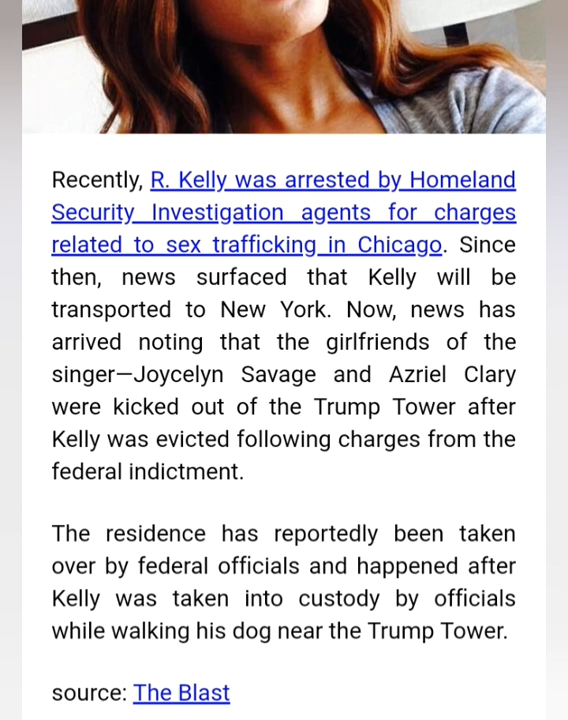 Recently, R. Kelly was arrested by Homeland
Security Investigation agents for charges
related to sex trafficking in Chicago. Since
then, news surfaced that Kelly will be
transported to New York. Now, news has
arrived noting that the girlfriends of the
singer—Joycelyn Savage and Azriel Clary
were kicked out of the Trump Tower after
Kelly was evicted following charges from the
federal indictment.
The residence has reportedly been taken
over by federal officials and happened after
Kelly was taken into custody by officials
while walking his dog near the Trump Tower.
source: The Blast